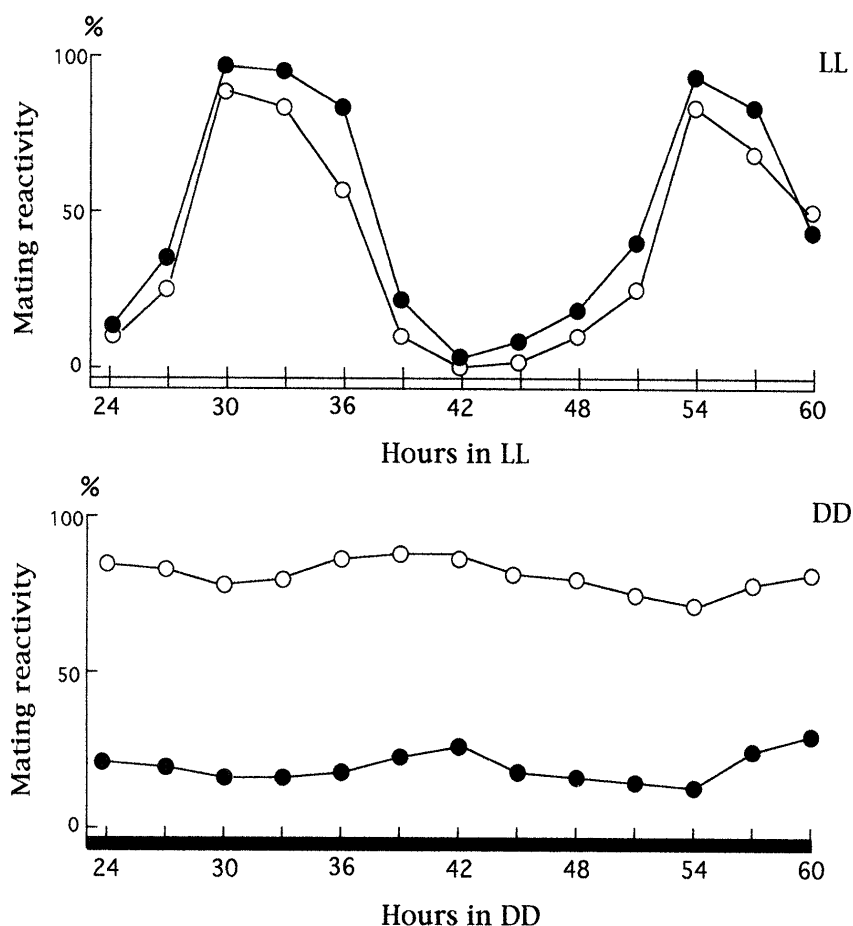 %
100
LL
Mating reactivity
50
0
24 30 36 42 48 54 60
Hours in LL
%
100
DD
Mating reactivity
50
0
24 30 36 42 48 54 60
Hours in DD